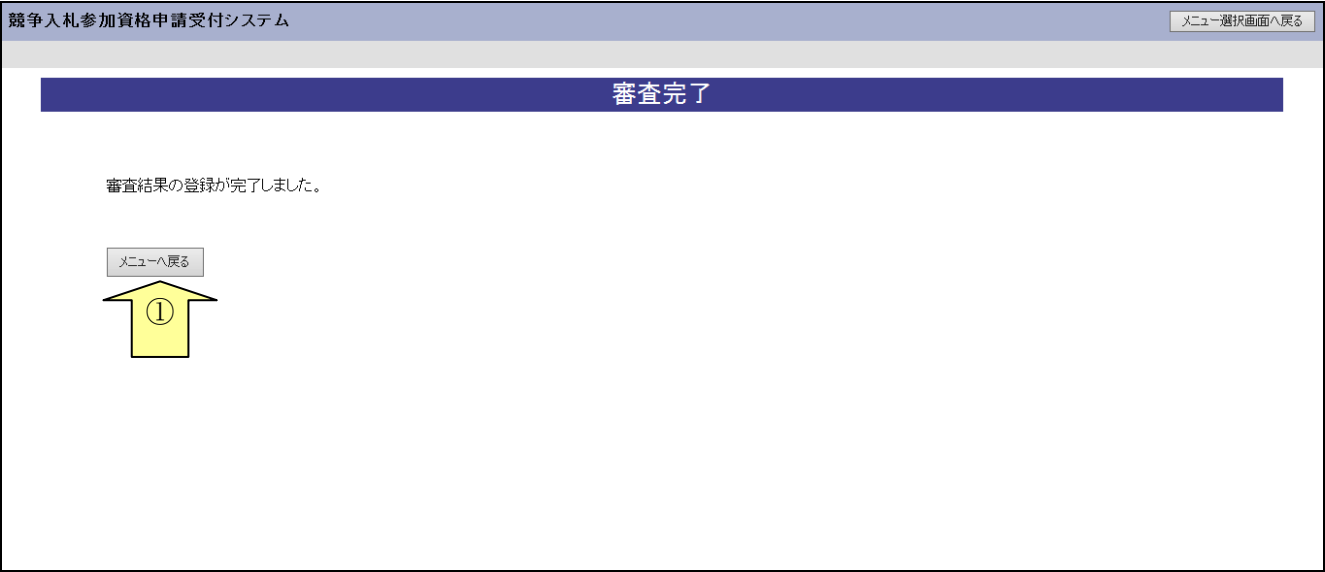 競争入札参加資格申請受付システム
メニュー選択画面へ戻る
審査完了
審査結果の登録が完了しました。
メニューへ戻る
①